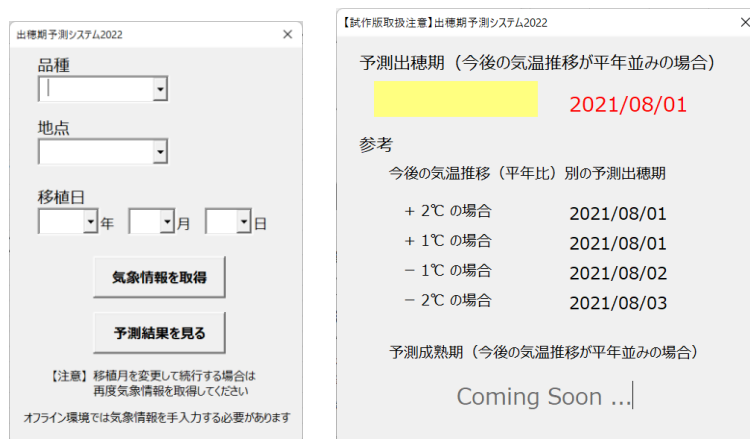 出穂期予測システム2022
品種
地点
移植日
年 月 日
気象情報を取得
予測結果を見る
【注意】移植月を変更して続行する場合は
再度気象情報を取得してください
オフライン環境では気象情報を手入力する必要があります
【試作版取扱注意】出穂期予測システム2022
予測出穂期（今後の気温推移が平年並みの場合）
2021/08/01
参考
今後の気温推移（平年比）別の予測出穂期
＋ 2℃ の場合 2021/08/01
＋ 1℃ の場合 2021/08/01
－ 1℃ の場合 2021/08/02
－ 2℃ の場合 2021/08/03
予測成熟期（今後の気温推移が平年並みの場合）
Coming Soon ...